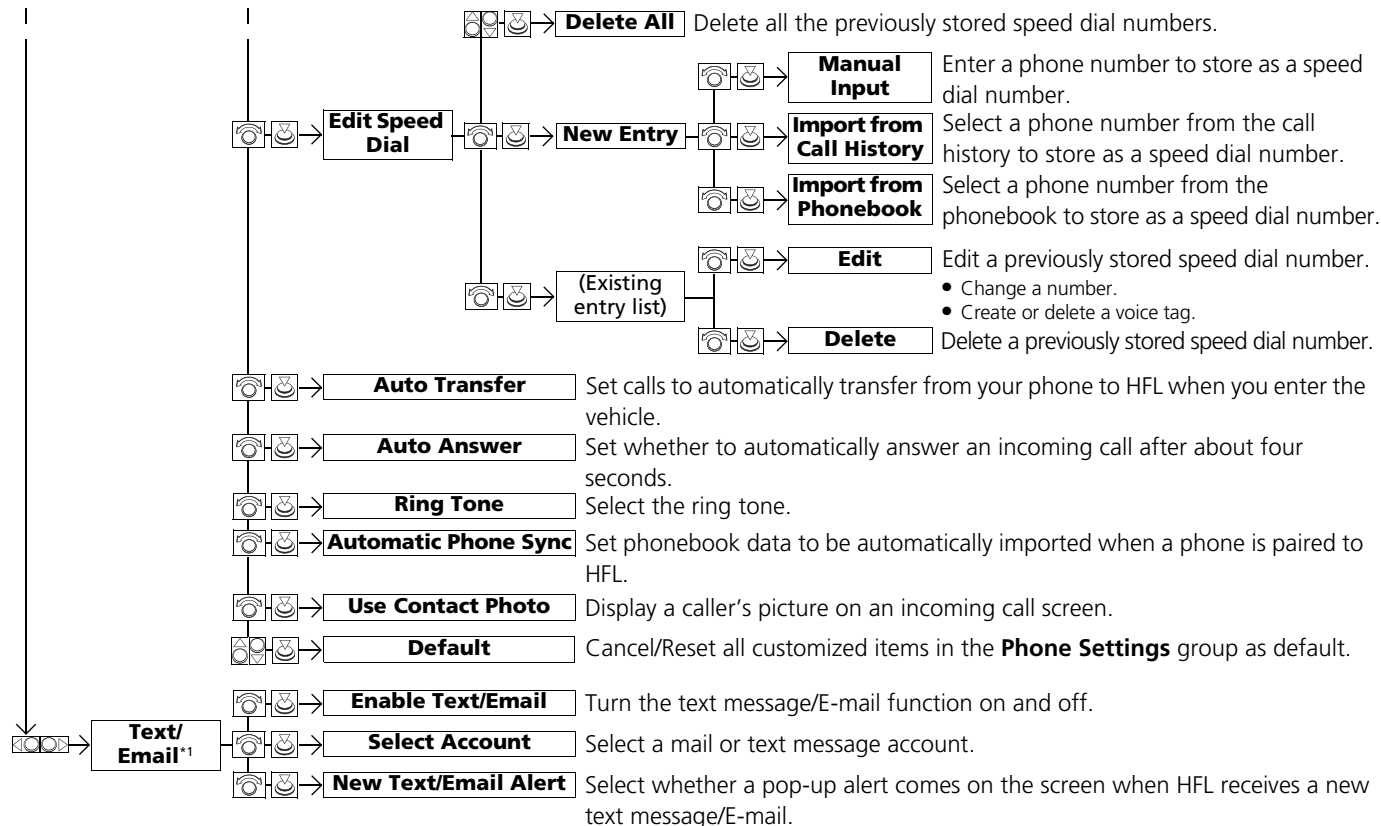 Delete All Delete all the previously stored speed dial numbers.
Manual Input Enter a phone number to store as a speed
dial number.
Edit Speed Dial
New Entry
Import from Call History Select a phone number from the call
history to store as a speed dial number.
Import from Phonebook Select a phone number from the
phonebook to store as a speed dial number.
(Existing entry list)
Edit Edit a previously stored speed dial number.
• Change a number.
• Create or delete a voice tag.
Delete Delete a previously stored speed dial number.
Auto Transfer Set calls to automatically transfer from your phone to HFL when you enter the
vehicle.
Auto Answer Set whether to automatically answer an incoming call after about four
seconds.
Ring Tone Select the ring tone.
Automatic Phone Sync Set phonebook data to be automatically imported when a phone is paired to
HFL.
Use Contact Photo Display a caller's picture on an incoming call screen.
Default Cancel/Reset all customized items in the Phone Settings group as default.
Text/
Email*1
Enable Text/Email Turn the text message/E-mail function on and off.
Select Account Select a mail or text message account.
New Text/Email Alert Select whether a pop-up alert comes on the screen when HFL receives a new
text message/E-mail.